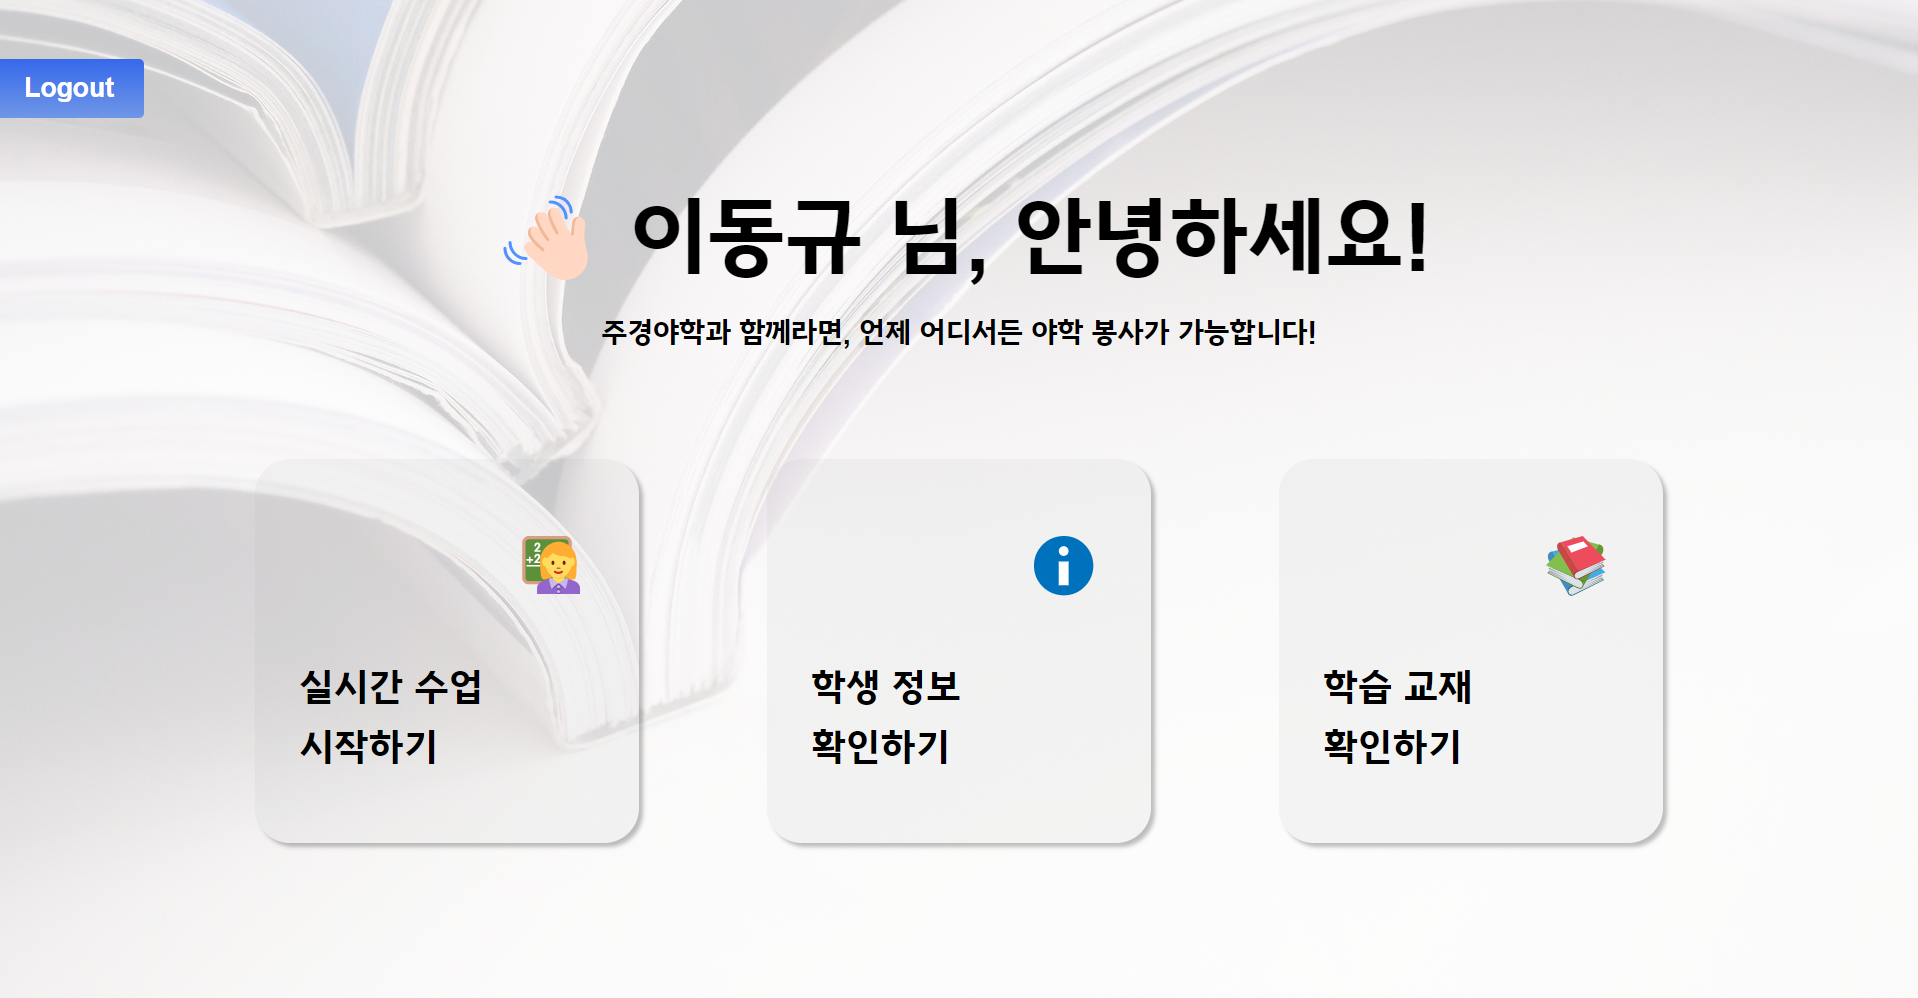 Logout
이동규 님, 안녕하세요!
주경야학과 함께라면, 언제 어디서든 야학 봉사가 가능합니다!
2
+2
실시간 수업
시작하기
학생 정보
확인하기
학습 교재
확인하기